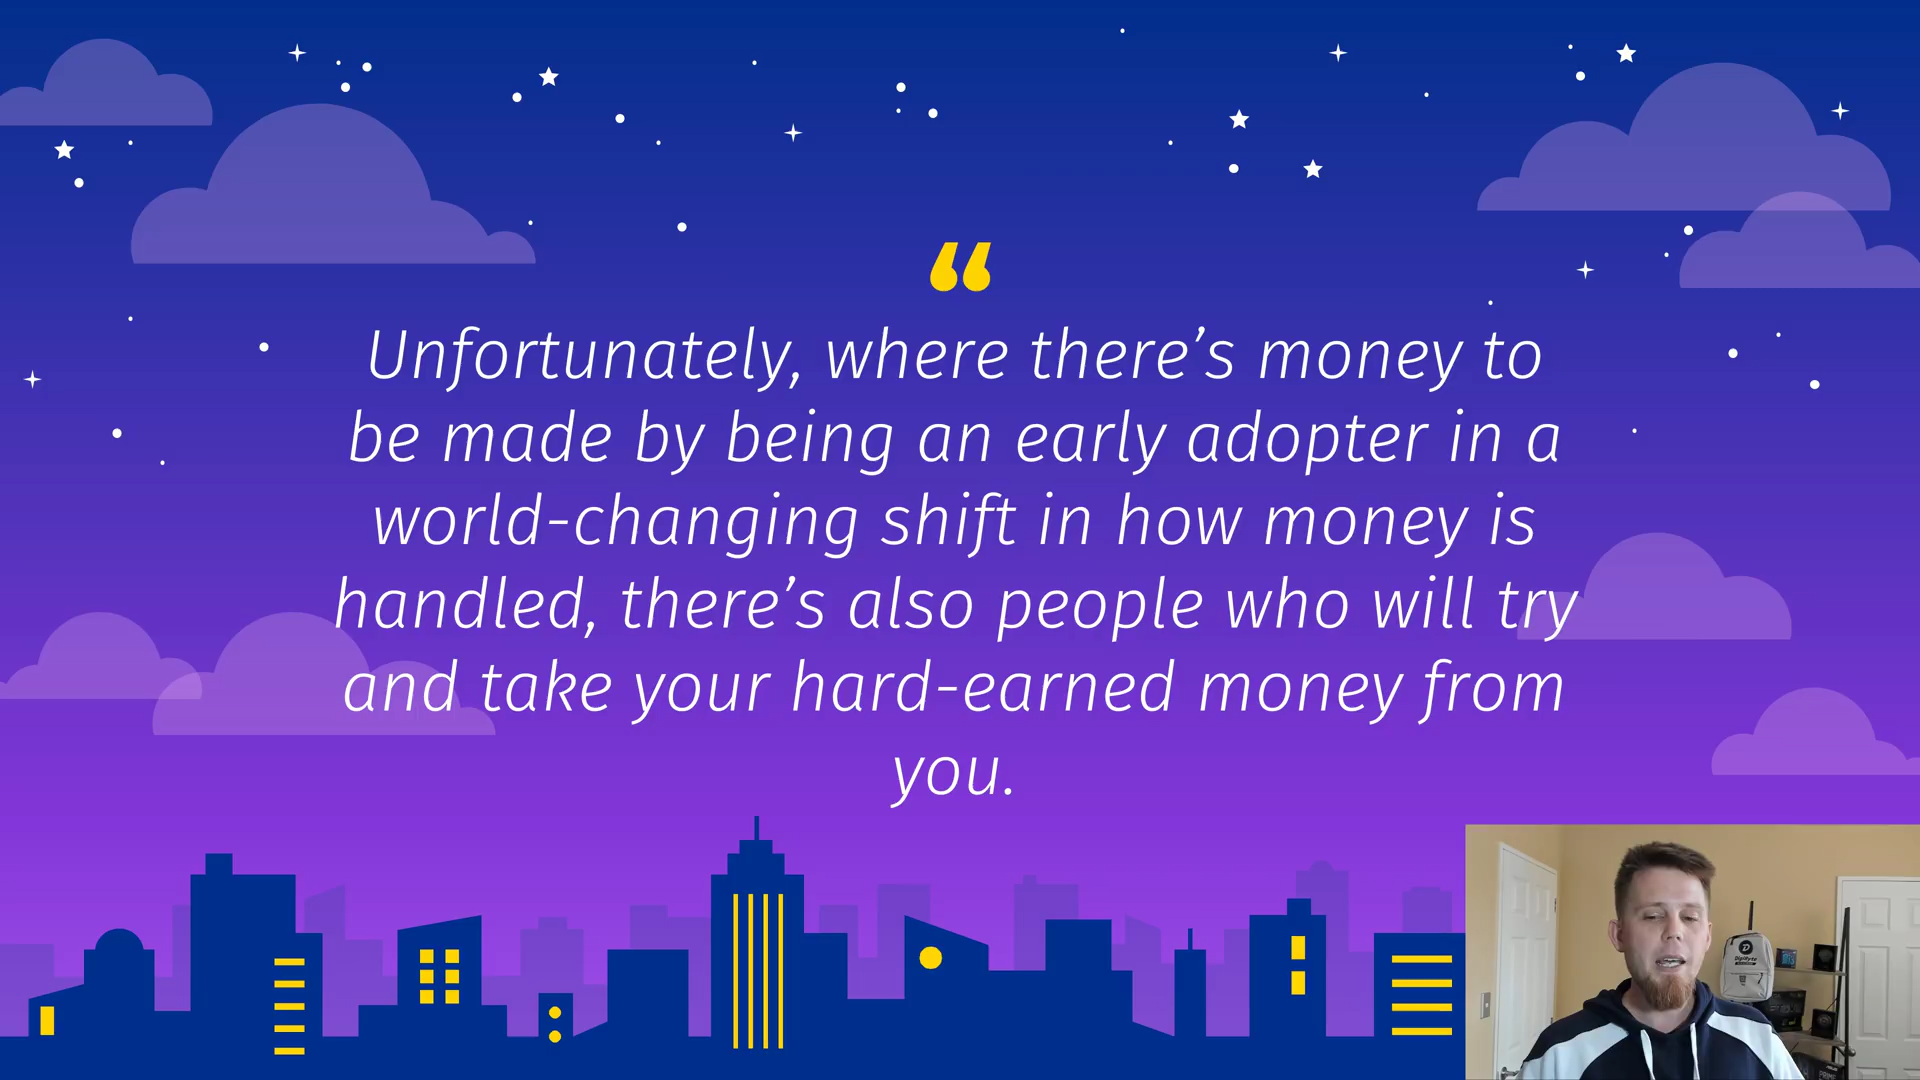 “
Unfortunately, where there’s money to
be made by being an early adopter in a
world-changing shift in how money is
handled, there’s also people who will try
and take your hard-earned money from
you.
DigiByte